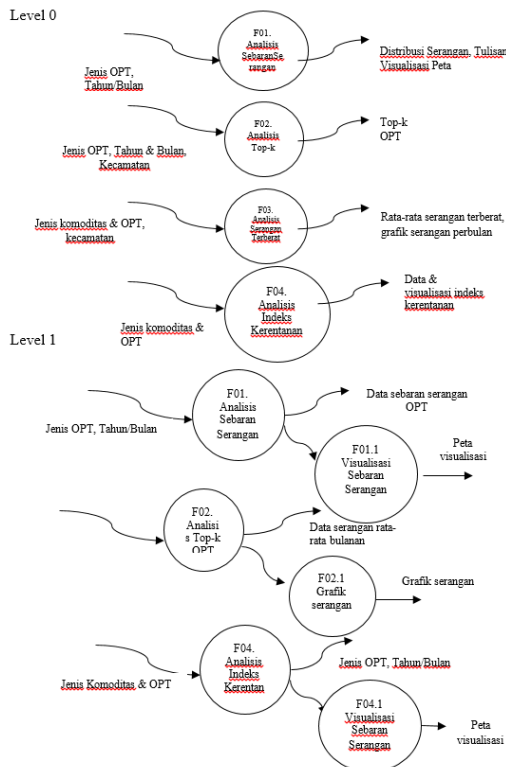 Level 0
F01.
Analisis
SebaranSe
rangan
Distribusi Serangan, Tulisan
Visualisasi Peta
Jenis OPT,
Tahun/Bulan
F02.
Analisis
Top-k
Top-k
OPT
Jenis OPT, Tahun & Bulan,
Kecamatan
F03.
Analisis
Serangan
Terberat
Rata-rata serangan terberat,
grafik serangan perbulan
Jenis komoditas & OPT,
kecamatan
F04.
Analisis
Indeks
Kerentanan
Data &
visualisasi indeks
kerentanan
Jenis komoditas &
OPT
Level 1
F01.
Analisis
Sebaran
Serangan
Data sebaran serangan
OPT
Jenis OPT, Tahun/Bulan
F01.1
Visualisasi
Sebaran
Serangan
Peta
visualisasi
F02.
Analisi
s Top-k
OPT
Data serangan rata-
rata bulanan
F02.1
Grafik
serangan
Grafik serangan
F04.
Analisis
Indeks
Kerentan
Jenis OPT, Tahun/Bulan
Jenis Komoditas & OPT
F04.1
Visualisasi
Sebaran
Serangan
Peta
visualisasi